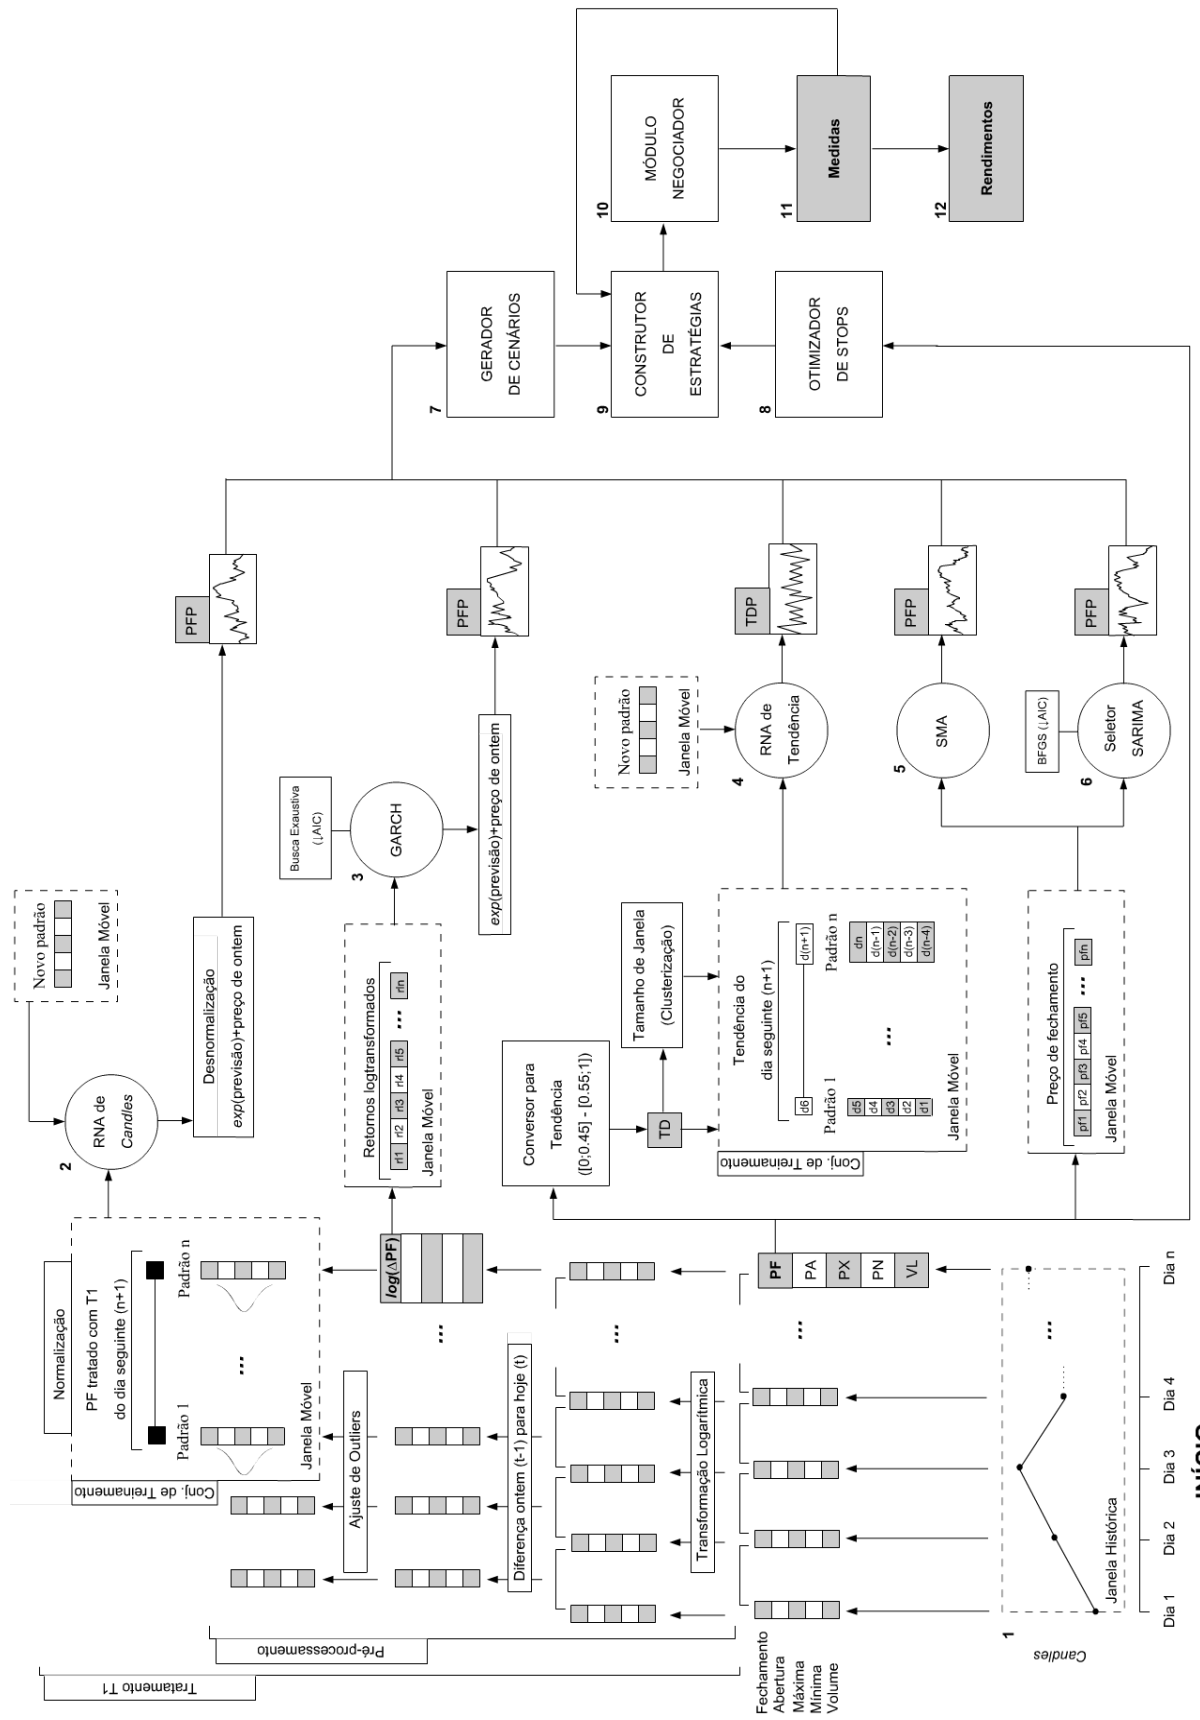 Tratamento T1
Pré-processamento
Fechamento
Abertura
Máxima
Mínima
Volume
1
Candles
Janela Histórica
Dia 1
Dia 2
Dia 3
Dia 4
...
Dia n
INÍCIO
PF
PA
PX
PN
VL
...
Transformação Logarítmica
...
Diferença ontem (t-1) para hoje (t)
...
log(ΔPF)
Ajuste de Outliers
Conj. de Treinamento
Normalização
PF tratado com T1
do dia seguinte (n+1)
Padrão 1
...
Padrão n
Janela Móvel
2
RNA de
Candles
Novo padrão
Janela Móvel
Desnormalização
exp(previsão)+preço de ontem
PFP
Retornos logtransformados
rl1 rl2 rl3 rl4 rl5 ... rln
Janela Móvel
3
GARCH
Busca Exaustiva
(↓AIC)
exp(previsão)+preço de ontem
PFP
Conversor para
Tendência
([0;0.45] - [0.55;1])
TD
Tamanho de Janela
(Clusterização)
Conj. de Treinamento
Tendência do
dia seguinte (n+1)
d6
d(n+1)
Padrão 1
...
Padrão n
d5
d4
d3
d2
d1
dn
d(n-1)
d(n-2)
d(n-3)
d(n-4)
Janela Móvel
4
RNA de
Tendência
Novo padrão
Janela Móvel
TDP
Preço de fechamento
pf1 pf2 pf3 pf4 pf5 ... pfn
Janela Móvel
5
SMA
PFP
6
Seletor
SARIMA
BFGS (↓AIC)
PFP
7
GERADOR
DE CENÁRIOS
8
OTIMIZADOR
DE STOPS
9
CONSTRUTOR
DE
ESTRATÉGIAS
10
MÓDULO
NEGOCIADOR
11
Medidas
12
Rendimentos